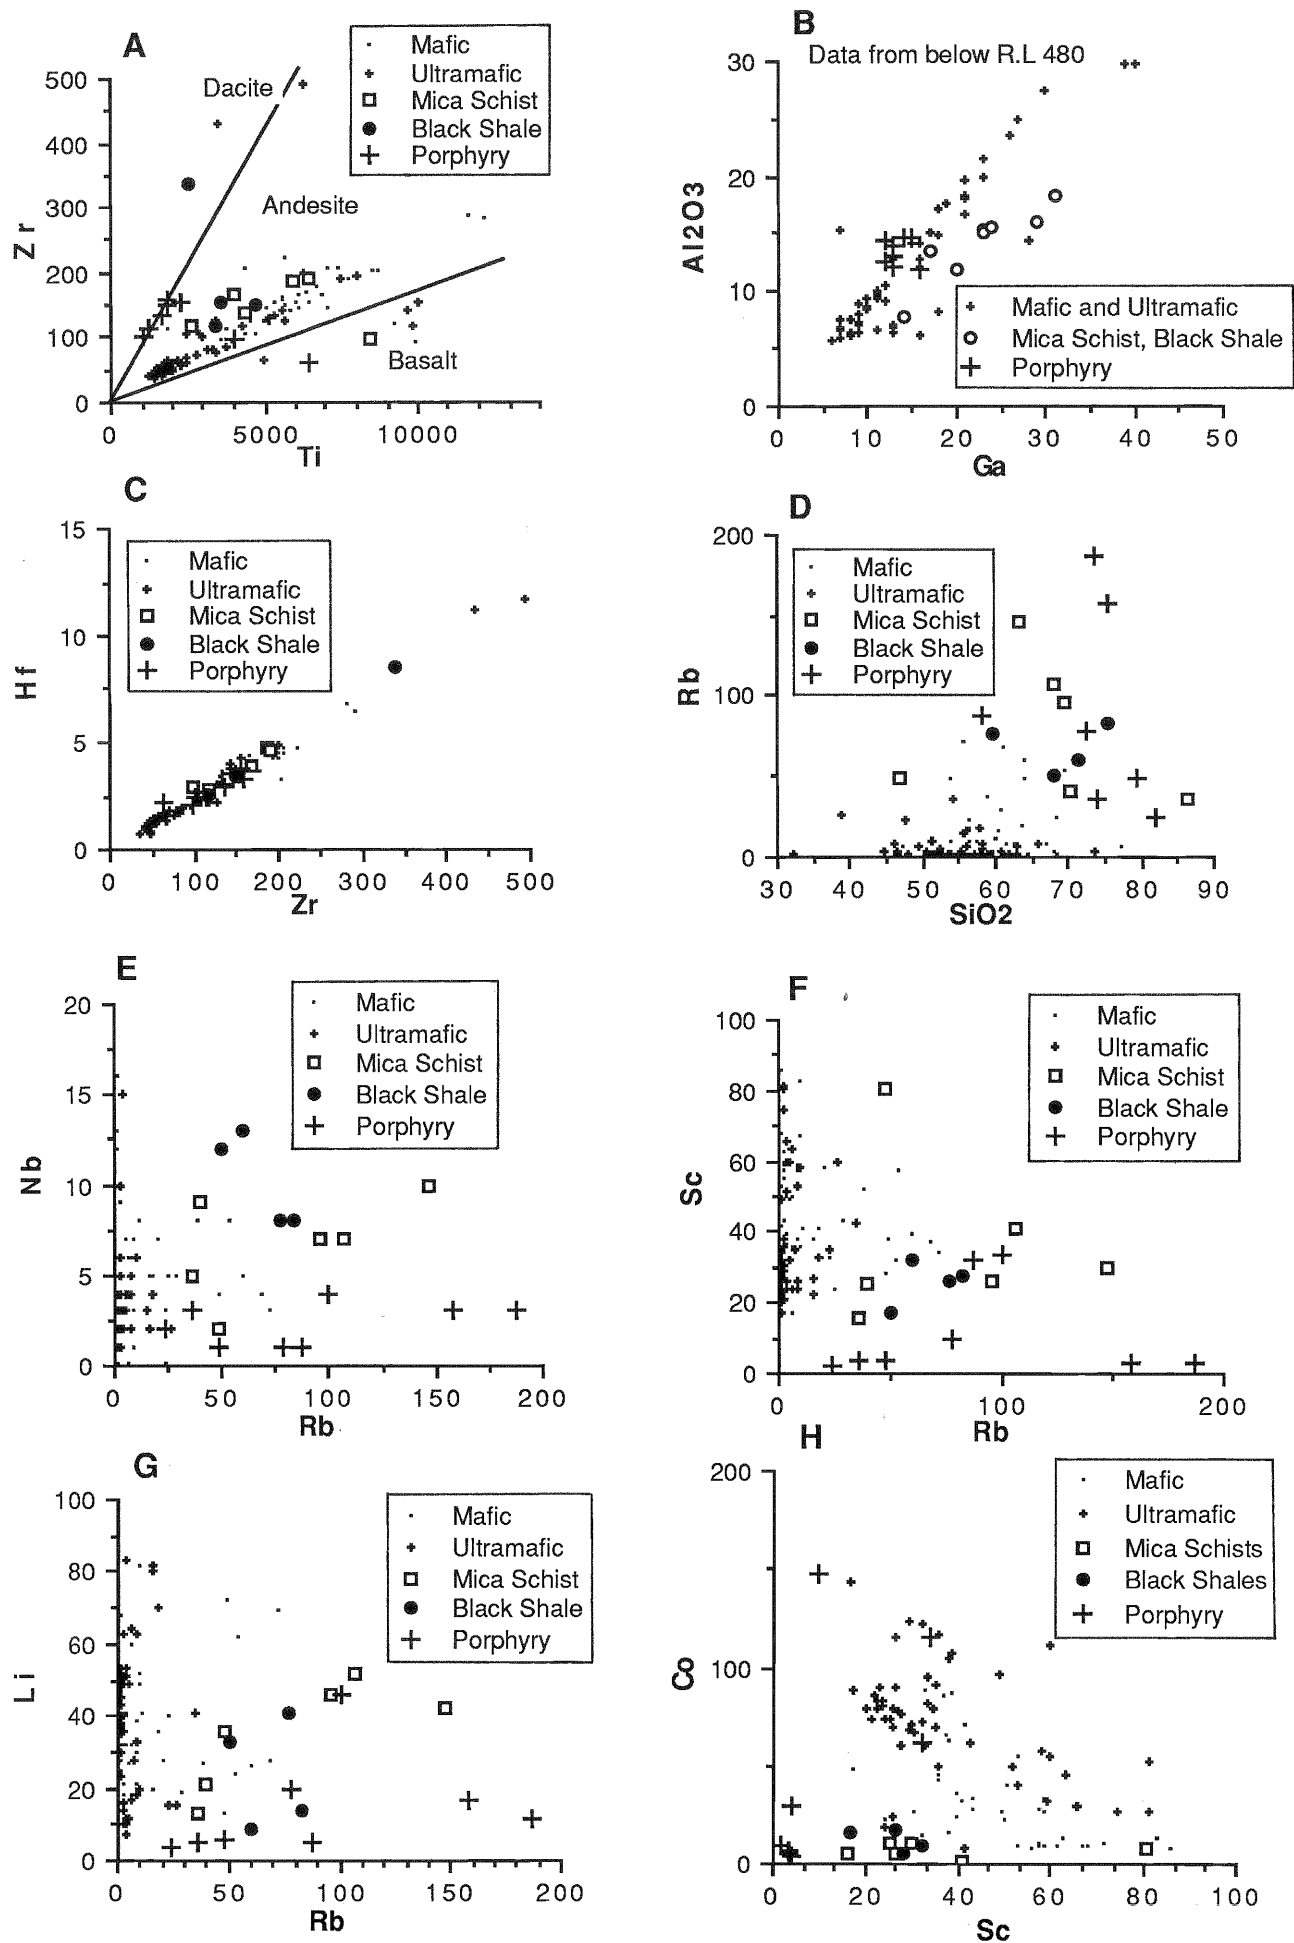 A
Mafic
Ultramafic
Mica Schist
Black Shale
Porphyry
Dacite
Andesite
Basalt
Zr
500
400
300
200
100
0
0 5000 10000
Ti
B
Data from below R.L 480
Al2O3
30
20
10
0
Mafic and Ultramafic
Mica Schist, Black Shale
Porphyry
0 10 20 30 40 50
Ga
C
Mafic
Ultramafic
Mica Schist
Black Shale
Porphyry
Hf
15
10
5
0
0 100 200 300 400 500
Zr
D
Mafic
Ultramafic
Mica Schist
Black Shale
Porphyry
Rb
200
100
0
30 40 50 60 70 80 90
SiO2
E
Mafic
Ultramafic
Mica Schist
Black Shale
Porphyry
Nb
20
15
10
5
0
0 50 100 150 200
Rb
F
Mafic
Ultramafic
Mica Schist
Black Shale
Porphyry
Sc
100
80
60
40
20
0
0 100 200
Rb
G
Mafic
Ultramafic
Mica Schist
Black Shale
Porphyry
Li
100
80
60
40
20
0
0 50 100 150 200
Rb
H
Mafic
Ultramafic
Mica Schists
Black Shales
Porphyry
Co
200
100
0
0 20 40 60 80 100
Sc